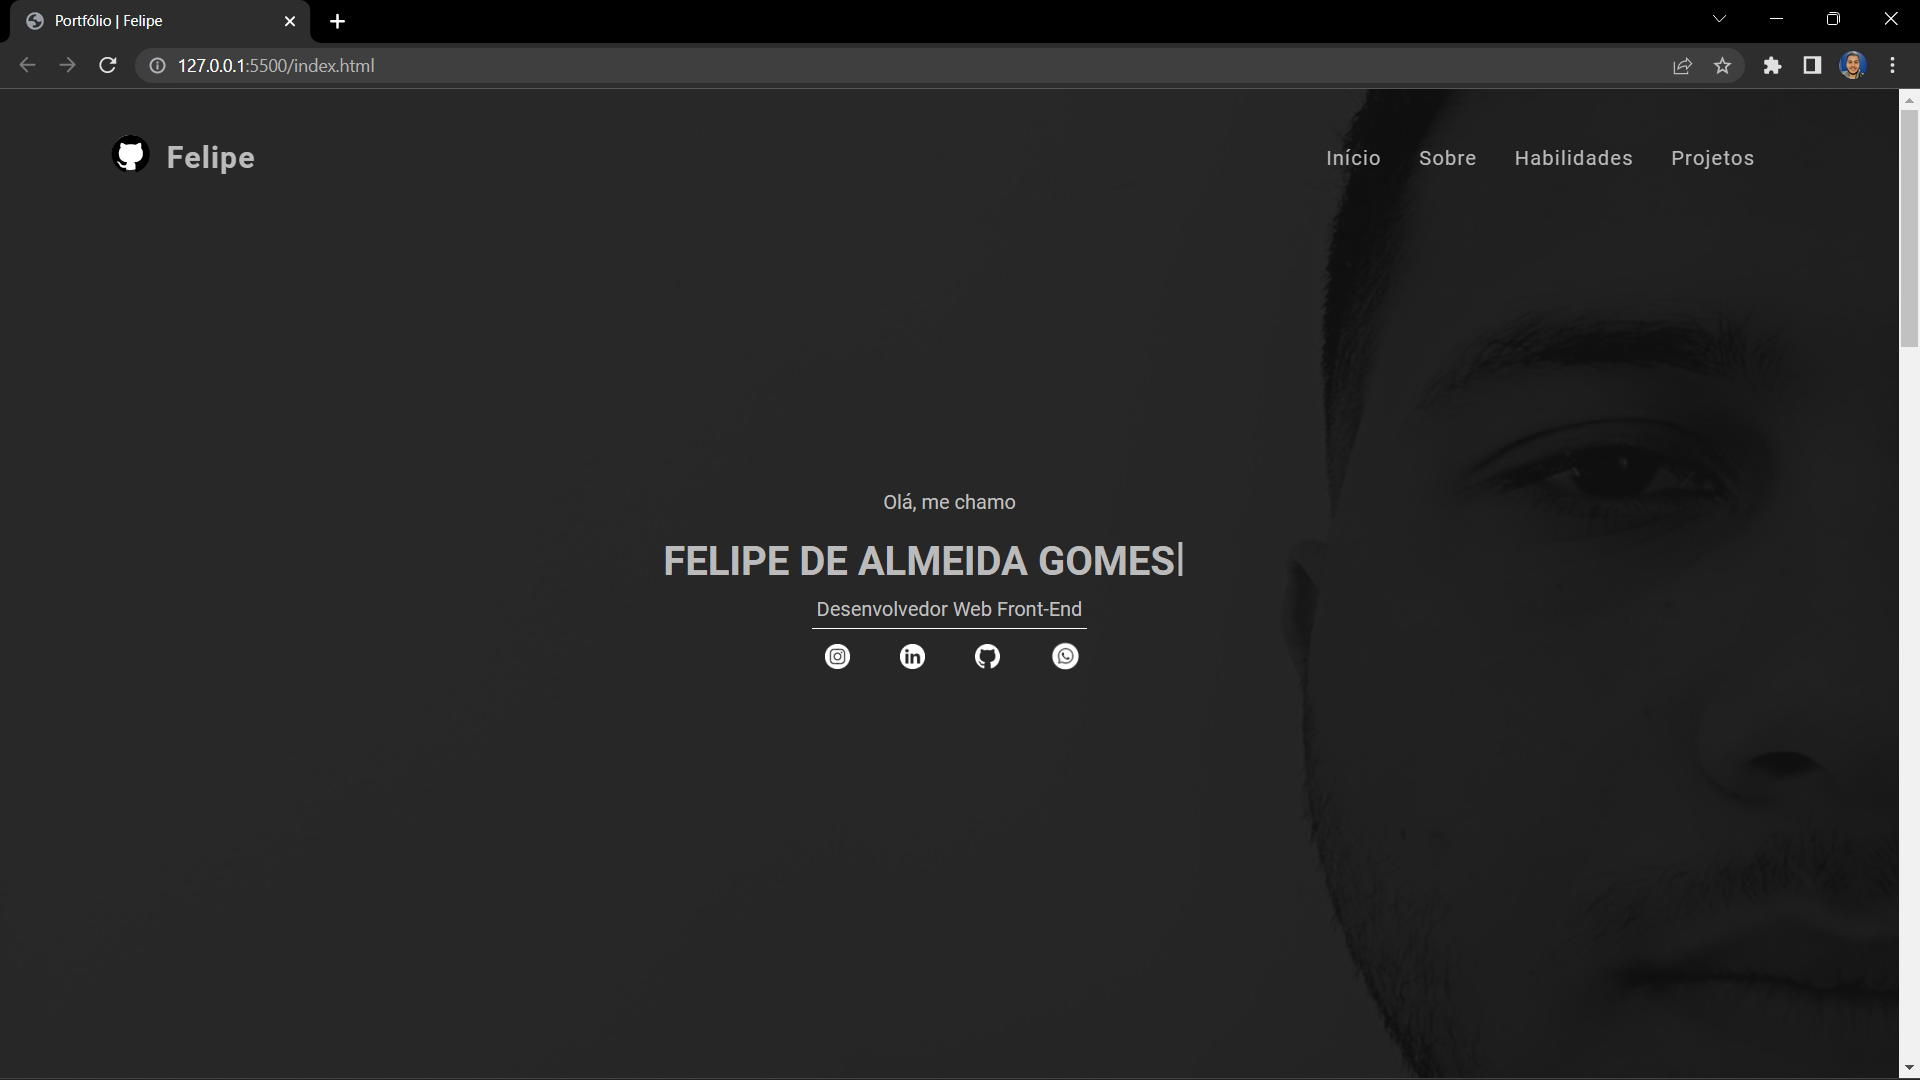 Portfólio | Felipe
127.0.0.1:5500/index.html
Felipe
Início Sobre Habilidades Projetos
Olá, me chamo
FELIPE DE ALMEIDA GOMES|
Desenvolvedor Web Front-End
in